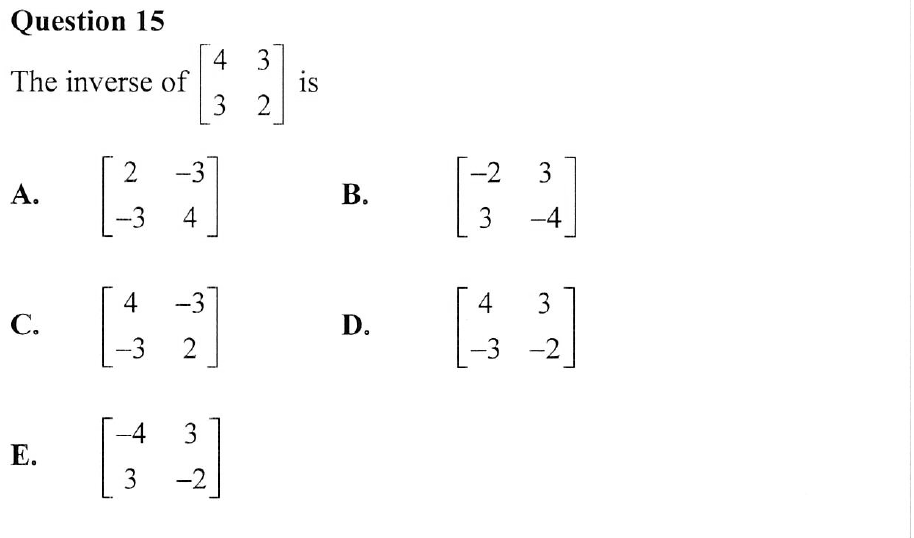 Question 15
The inverse of [4 3
3 2] is
A. [2 −3
−3 4]
B. [−2 3
3 −4]
C. [4 −3
−3 2]
D. [4 3
−3 −2]
E. [−4 3
3 −2]